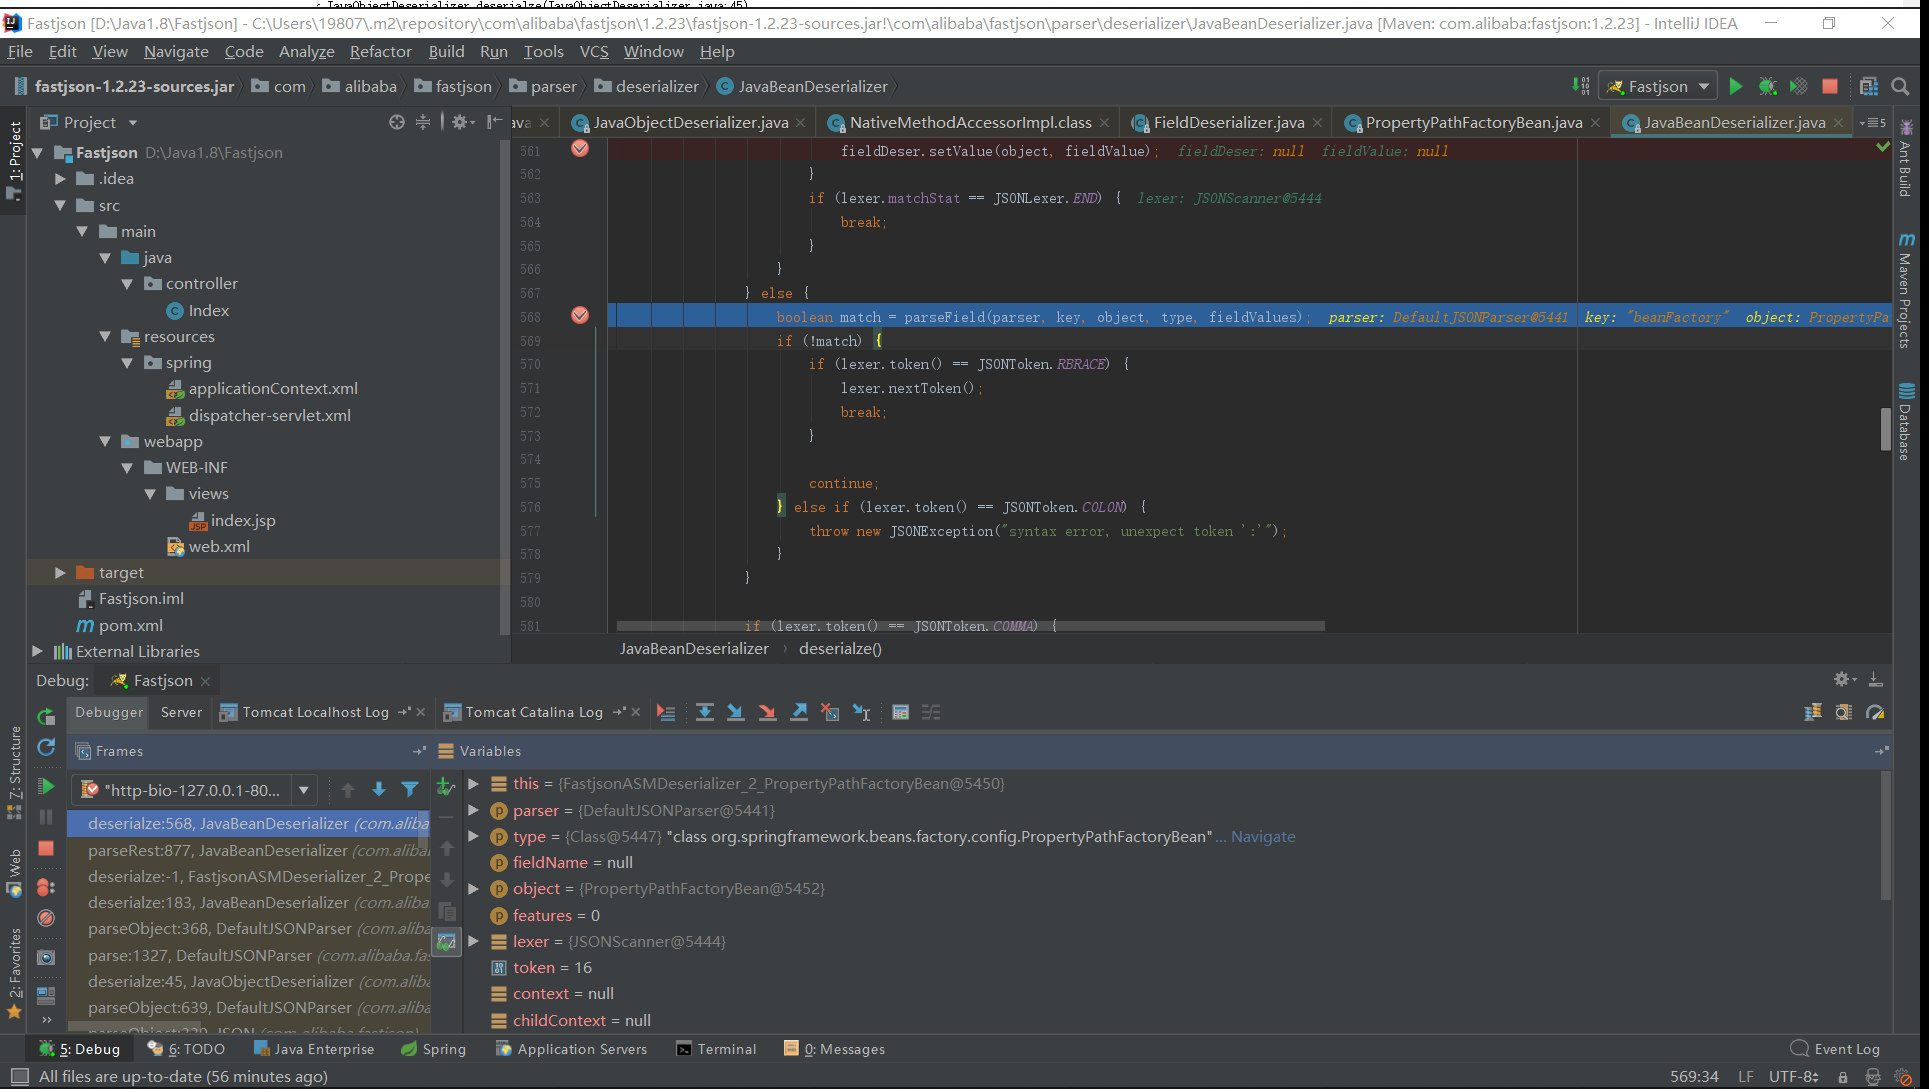 JavaObjectDeserializer.deserialze(JavaObjectDeserializer.java:45)
Fastjson [D:\Java1.8\Fastjson] - C:\Users\19807\.m2\repository\com\alibaba\fastjson\1.2.23\fastjson-1.2.23-sources.jar!\com\alibaba\fastjson\parser\deserializer\JavaBeanDeserializer.java [Maven: com.alibaba:fastjson:1.2.23] - IntelliJ IDEA
File Edit View Navigate Code Analyze Refactor Build Run Tools VCS Window Help
fastjson-1.2.23-sources.jar com alibaba fastjson parser deserializer JavaBeanDeserializer
Fastjson
Project
ava JavaObjectDeserializer.java NativeMethodAccessorImpl.class FieldDeserializer.java PropertyPathFactoryBean.java JavaBeanDeserializer.java 5
1: Project
Fastjson D:\Java1.8\Fastjson
.idea
src
main
java
controller
Index
resources
spring
applicationContext.xml
dispatcher-servlet.xml
webapp
WEB-INF
views
index.jsp
web.xml
target
Fastjson.iml
pom.xml
External Libraries
561 fieldDeser.setValue(object, fieldValue); fieldDeser: null fieldValue: null
562 }
563 if (lexer.matchStat == JSONLexer.END) { lexer: JSONScanner@5444
564 break;
565 }
566 }
567 } else {
568 boolean match = parseField(parser, key, object, type, fieldValues); parser: DefaultJSONParser@5441 key: "beanFactory" object: PropertyPa
569 if (!match) {
570 if (lexer.token() == JSONToken.RBRACE) {
571 lexer.nextToken();
572 break;
573 }
574
575 continue;
576 } else if (lexer.token() == JSONToken.COLON) {
577 throw new JSONException("syntax error, unexpect token ':'");
578 }
579 }
580
581 if (lexer.token() == JSONToken.COMMA) {
JavaBeanDeserializer › deserialze()
Ant Build
Maven Projects
Database
Debug: Fastjson
Debugger Server Tomcat Localhost Log Tomcat Catalina Log
Frames
Variables
"http-bio-127.0.0.1-80...
deserialze:568, JavaBeanDeserializer (com.aliba
parseRest:877, JavaBeanDeserializer (com.aliba
deserialze:-1, FastjsonASMDeserializer_2_Prope
deserialze:183, JavaBeanDeserializer (com.aliba
parseObject:368, DefaultJSONParser (com.aliba
parse:1327, DefaultJSONParser (com.alibaba.fa
deserialze:45, JavaObjectDeserializer (com.aliba
parseObject:639, DefaultJSONParser (com.aliba
parseObject:339, JSON (com.alibaba.fastjson)
this = {FastjsonASMDeserializer_2_PropertyPathFactoryBean@5450}
parser = {DefaultJSONParser@5441}
type = {Class@5447} "class org.springframework.beans.factory.config.PropertyPathFactoryBean"... Navigate
fieldName = null
object = {PropertyPathFactoryBean@5452}
features = 0
lexer = {JSONScanner@5444}
token = 16
context = null
childContext = null
7: Structure
Web
2: Favorites
5: Debug 6: TODO Java Enterprise Spring Application Servers Terminal 0: Messages Event Log
All files are up-to-date (56 minutes ago) 569:34 LF UTF-8